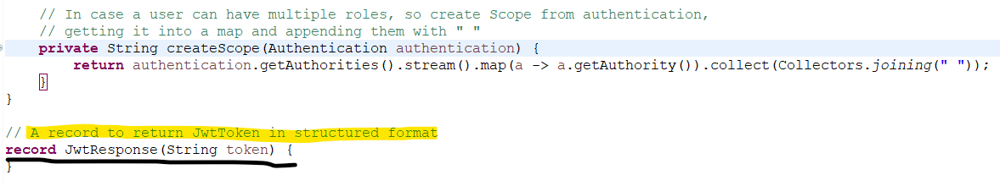 // In case a user can have multiple roles, so create Scope from authentication,
// getting it into a map and appending them with " "
private String createScope(Authentication authentication) {
return authentication.getAuthorities().stream().map(a -> a.getAuthority()).collect(Collectors.joining(" "));
}
}
// A record to return JwtToken in structured format
record JwtResponse(String token) {
}